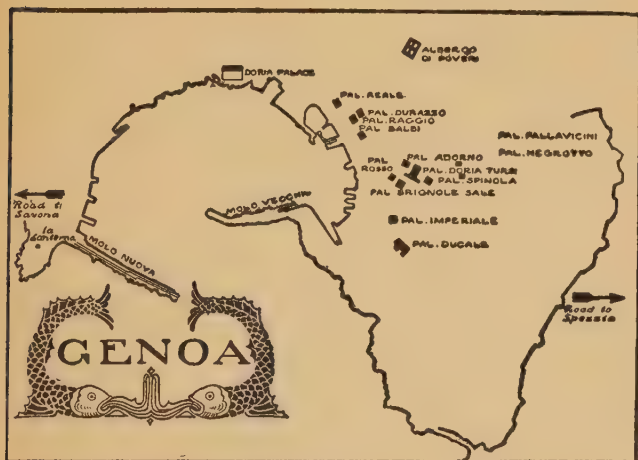 ALBERGO
DI POVERI
DORIA PALACE
PAL. REALE
PAL. DURAZZO
PAL. RAGGIO
PAL BALBI
PAL. PALLAVICINI
PAL. NEGROTTO
PAL
ROSSO
PAL ADORNO
PAL. DORIA TURSI
PAL. SPINOLA
PAL BRIGNOLE SALE
Road to
Savona
MOLO VECCHIO
la
Lanterna
MOLO NUOVA
PAL. IMPERIALE
PAL. DUCALE
Road to
Spezzia
GENOA